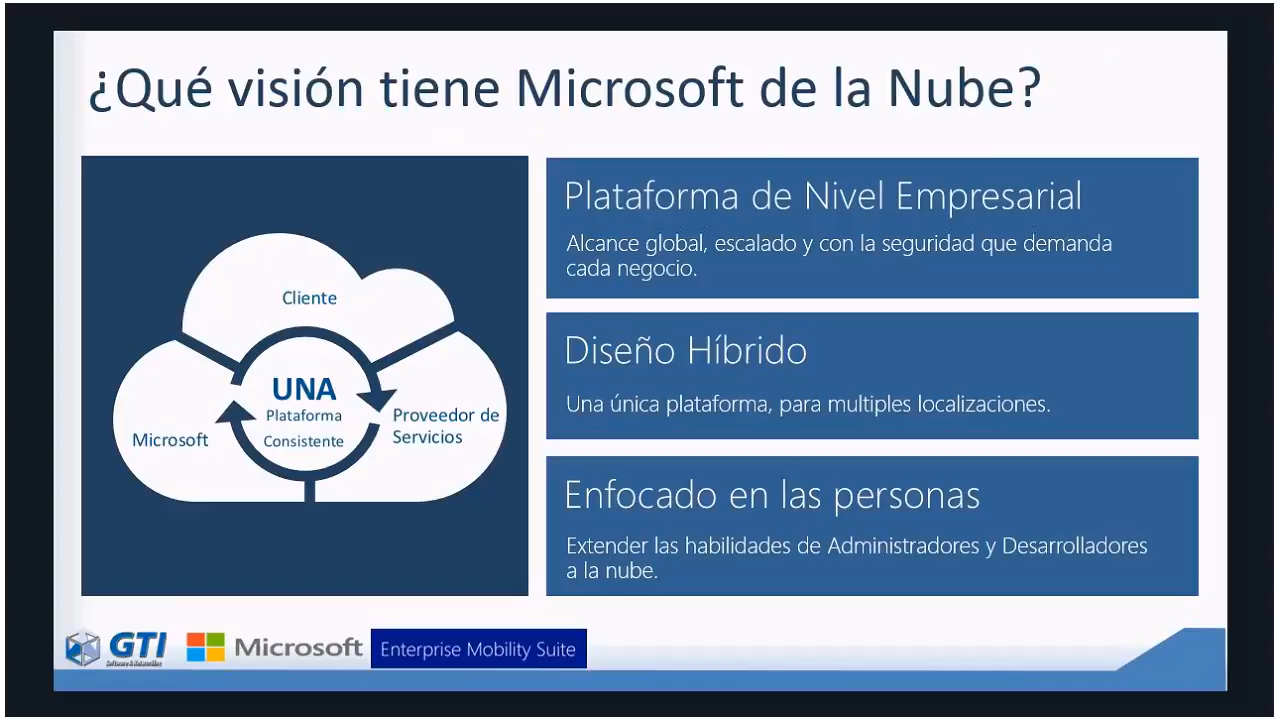 ¿Qué visión tiene Microsoft de la Nube?
Cliente
UNA
Plataforma
Consistente
Microsoft
Proveedor de
Servicios
Plataforma de Nivel Empresarial
Alcance global, escalado y con la seguridad que demanda
cada negocio.
Diseño Híbrido
Una única plataforma, para multiples localizaciones.
Enfocado en las personas
Extender las habilidades de Administradores y Desarrolladores
a la nube.
GTI
Software & Networking
Microsoft
Enterprise Mobility Suite